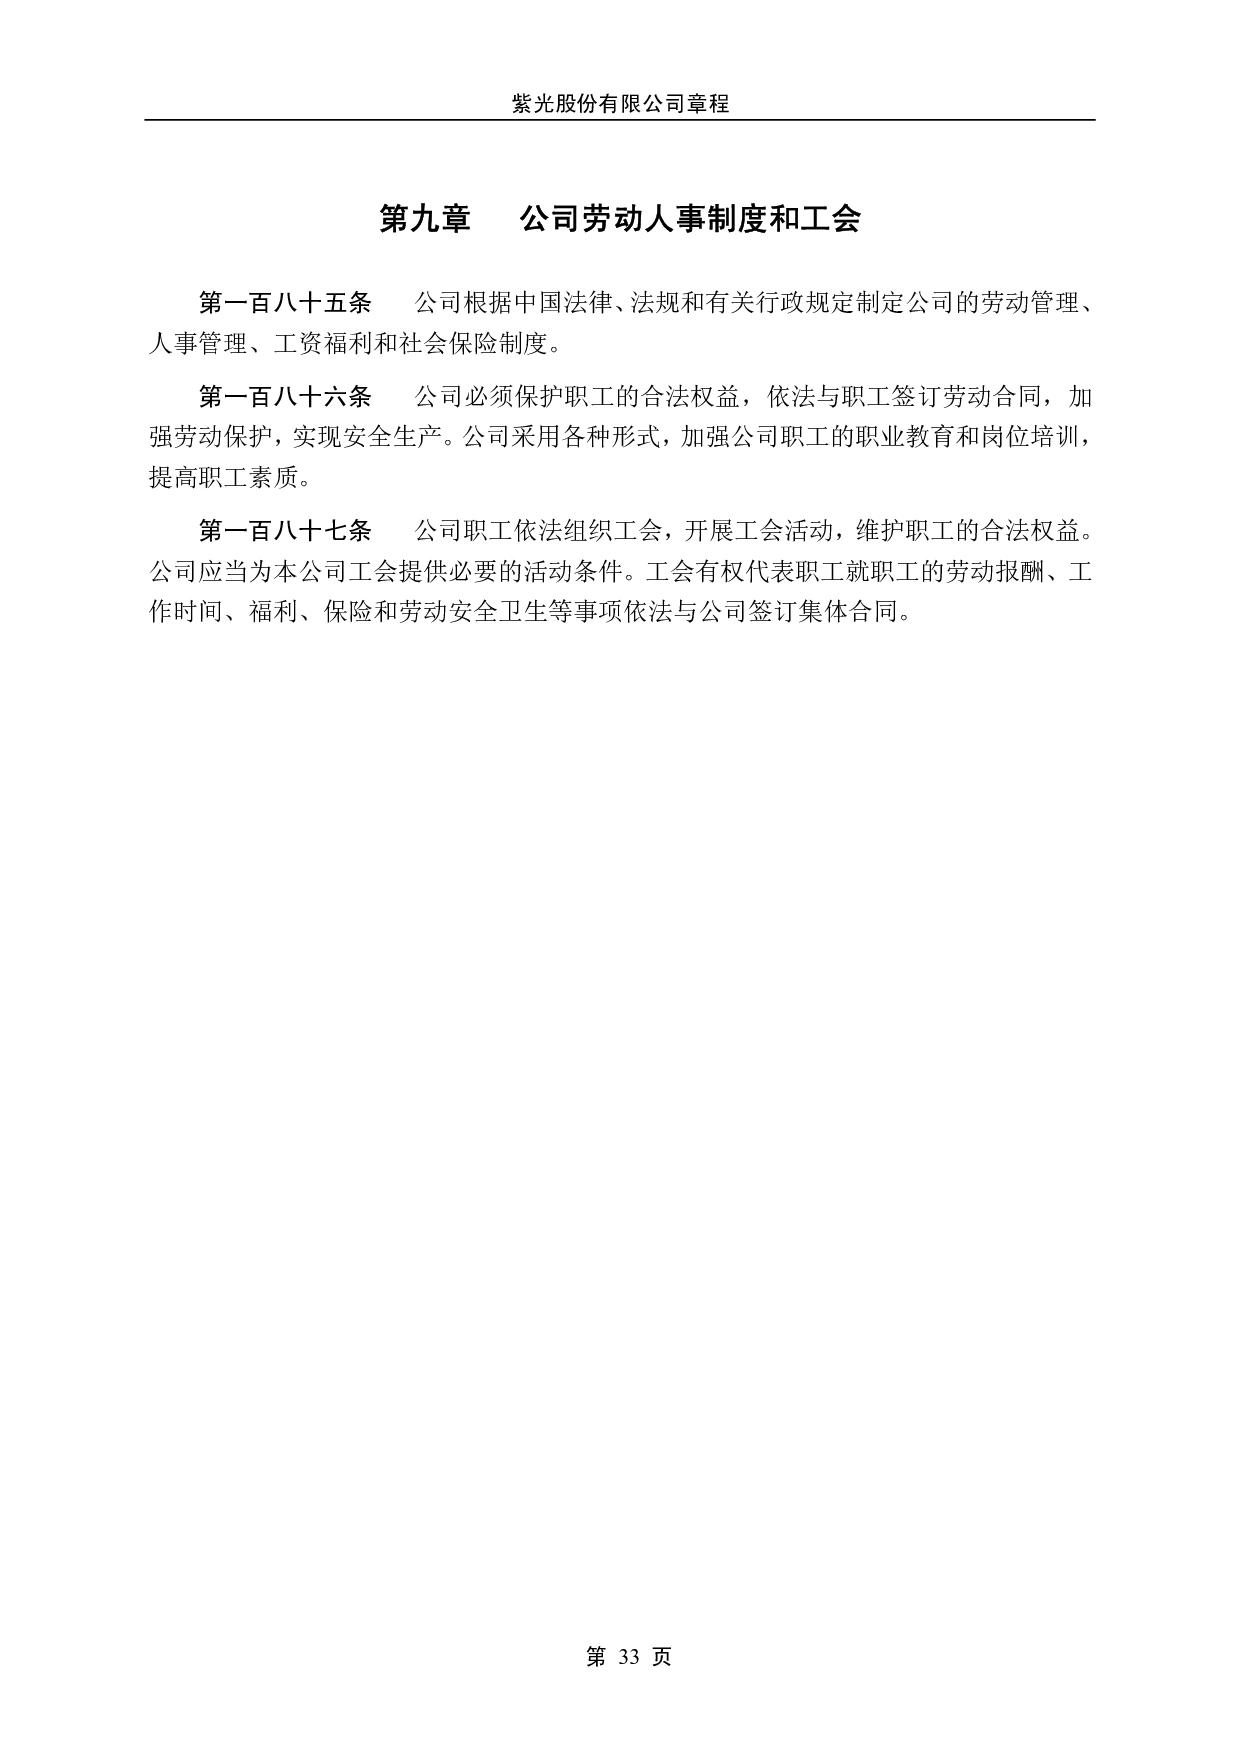 紫光股份有限公司章程
第九章 公司劳动人事制度和工会
第一百八十五条 公司根据中国法律、法规和有关行政规定制定公司的劳动管理、
人事管理、工资福利和社会保险制度。
第一百八十六条 公司必须保护职工的合法权益，依法与职工签订劳动合同，加
强劳动保护，实现安全生产。公司采用各种形式，加强公司职工的职业教育和岗位培训，
提高职工素质。
第一百八十七条 公司职工依法组织工会，开展工会活动，维护职工的合法权益。
公司应当为本公司工会提供必要的活动条件。工会有权代表职工就职工的劳动报酬、工
作时间、福利、保险和劳动安全卫生等事项依法与公司签订集体合同。
第 33 页